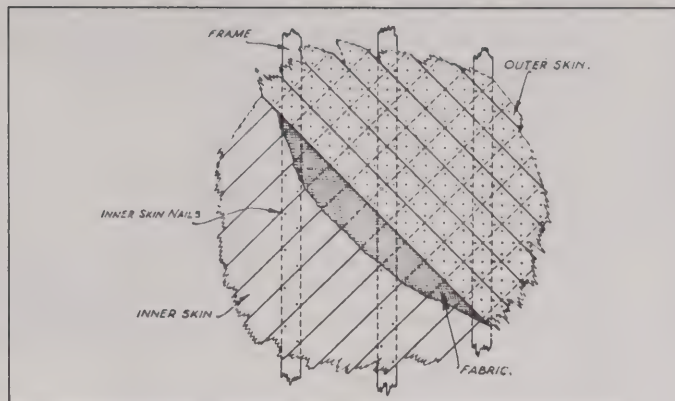 FRAME
OUTER SKIN.
INNER SKIN NAILS
INNER SKIN
FABRIC.